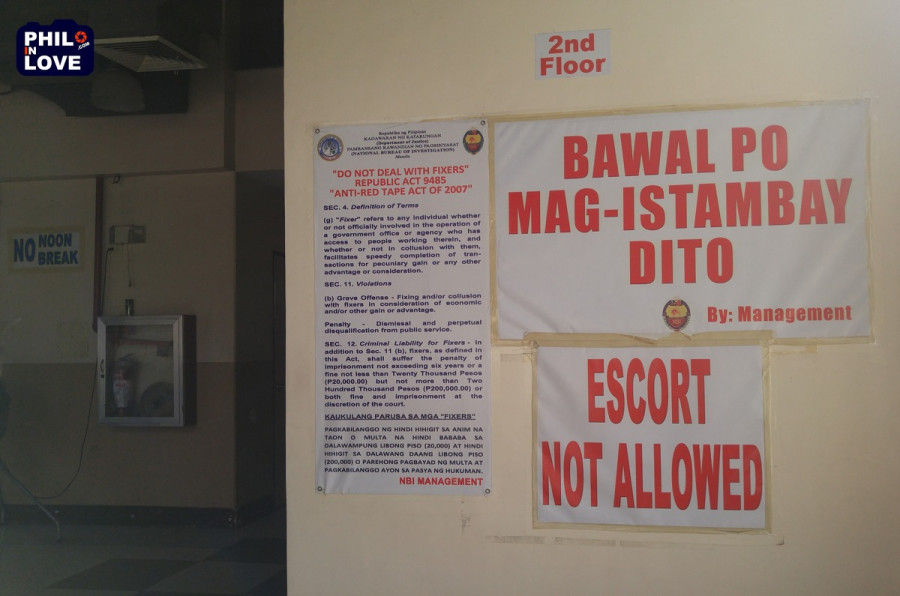 PHIL
IN
LOVE
.com
2nd
Floor
NO NOON
BREAK
Republika ng Pilipinas
KAGAWARAN NG KATARUNGAN
(Department of Justice)
PAMBANSANG KAWANIHAN NG PAGSISIYASAT
(NATIONAL BUREAU OF INVESTIGATION)
Manila
"DO NOT DEAL WITH FIXERS"
REPUBLIC ACT 9485
"ANTI-RED TAPE ACT OF 2007"
SEC. 4. Definition of Terms
(g) "Fixer" refers to any individual whether
or not officially involved in the operation of
a government office or agency who has
access to people working therein, and
whether or not in collusion with them,
facilitates speedy completion of tran-
sactions for pecuniary gain or any other
advantage or consideration.
SEC. 11. Violations
(b) Grave Offense - Fixing and/or collusion
with fixers in consideration of economic
and/or other gain or advantage.
Penalty - Dismissal and perpetual
disqualification from public service.
SEC. 12. Criminal Liability for Fixers - In
addition to Sec. 11 (b), fixers, as defined in
this Act, shall suffer the penalty of
imprisonment not exceeding six years or a
fine not less than Twenty Thousand Pesos
(P20,000.00) but not more than Two
Hundred Thousand Pesos (P200,000.00) or
both fine and imprisonment at the
discretion of the court.
KAUKULANG PARUSA SA MGA "FIXERS"
PAGKABILANGGO NG HINDI HIHIGIT SA ANIM NA
TAON O MULTA NA HINDI BABABA SA
DALAWAMPUNG LIBONG PISO (20,000) AT HINDI
HIHIGIT SA DALAWANG DAANG LIBONG PISO
(200,000) O PAREHONG PAGBAYAD NG MULTA AT
PAGKABILANGGO AYON SA PASYA NG HUKUMAN.
NBI MANAGEMENT
BAWAL PO
MAG-ISTAMBAY
DITO
By: Management
ESCORT
NOT ALLOWED